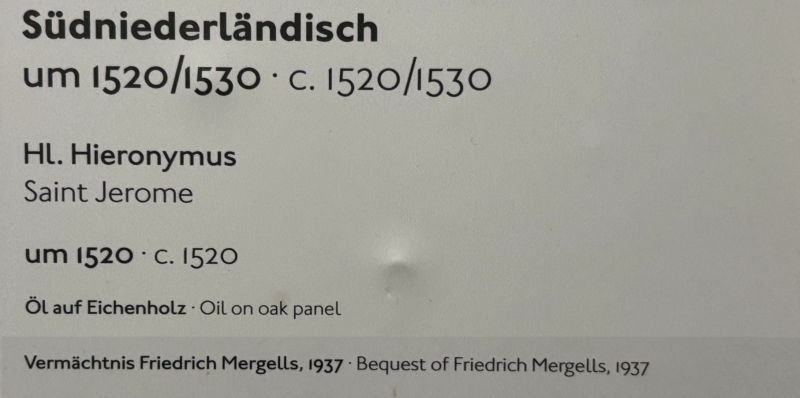 Südniederländisch
um 1520/1530 · c. 1520/1530
Hl. Hieronymus
Saint Jerome
um 1520 · c. 1520
Öl auf Eichenholz · Oil on oak panel
Vermächtnis Friedrich Mergells, 1937 · Bequest of Friedrich Mergells, 1937